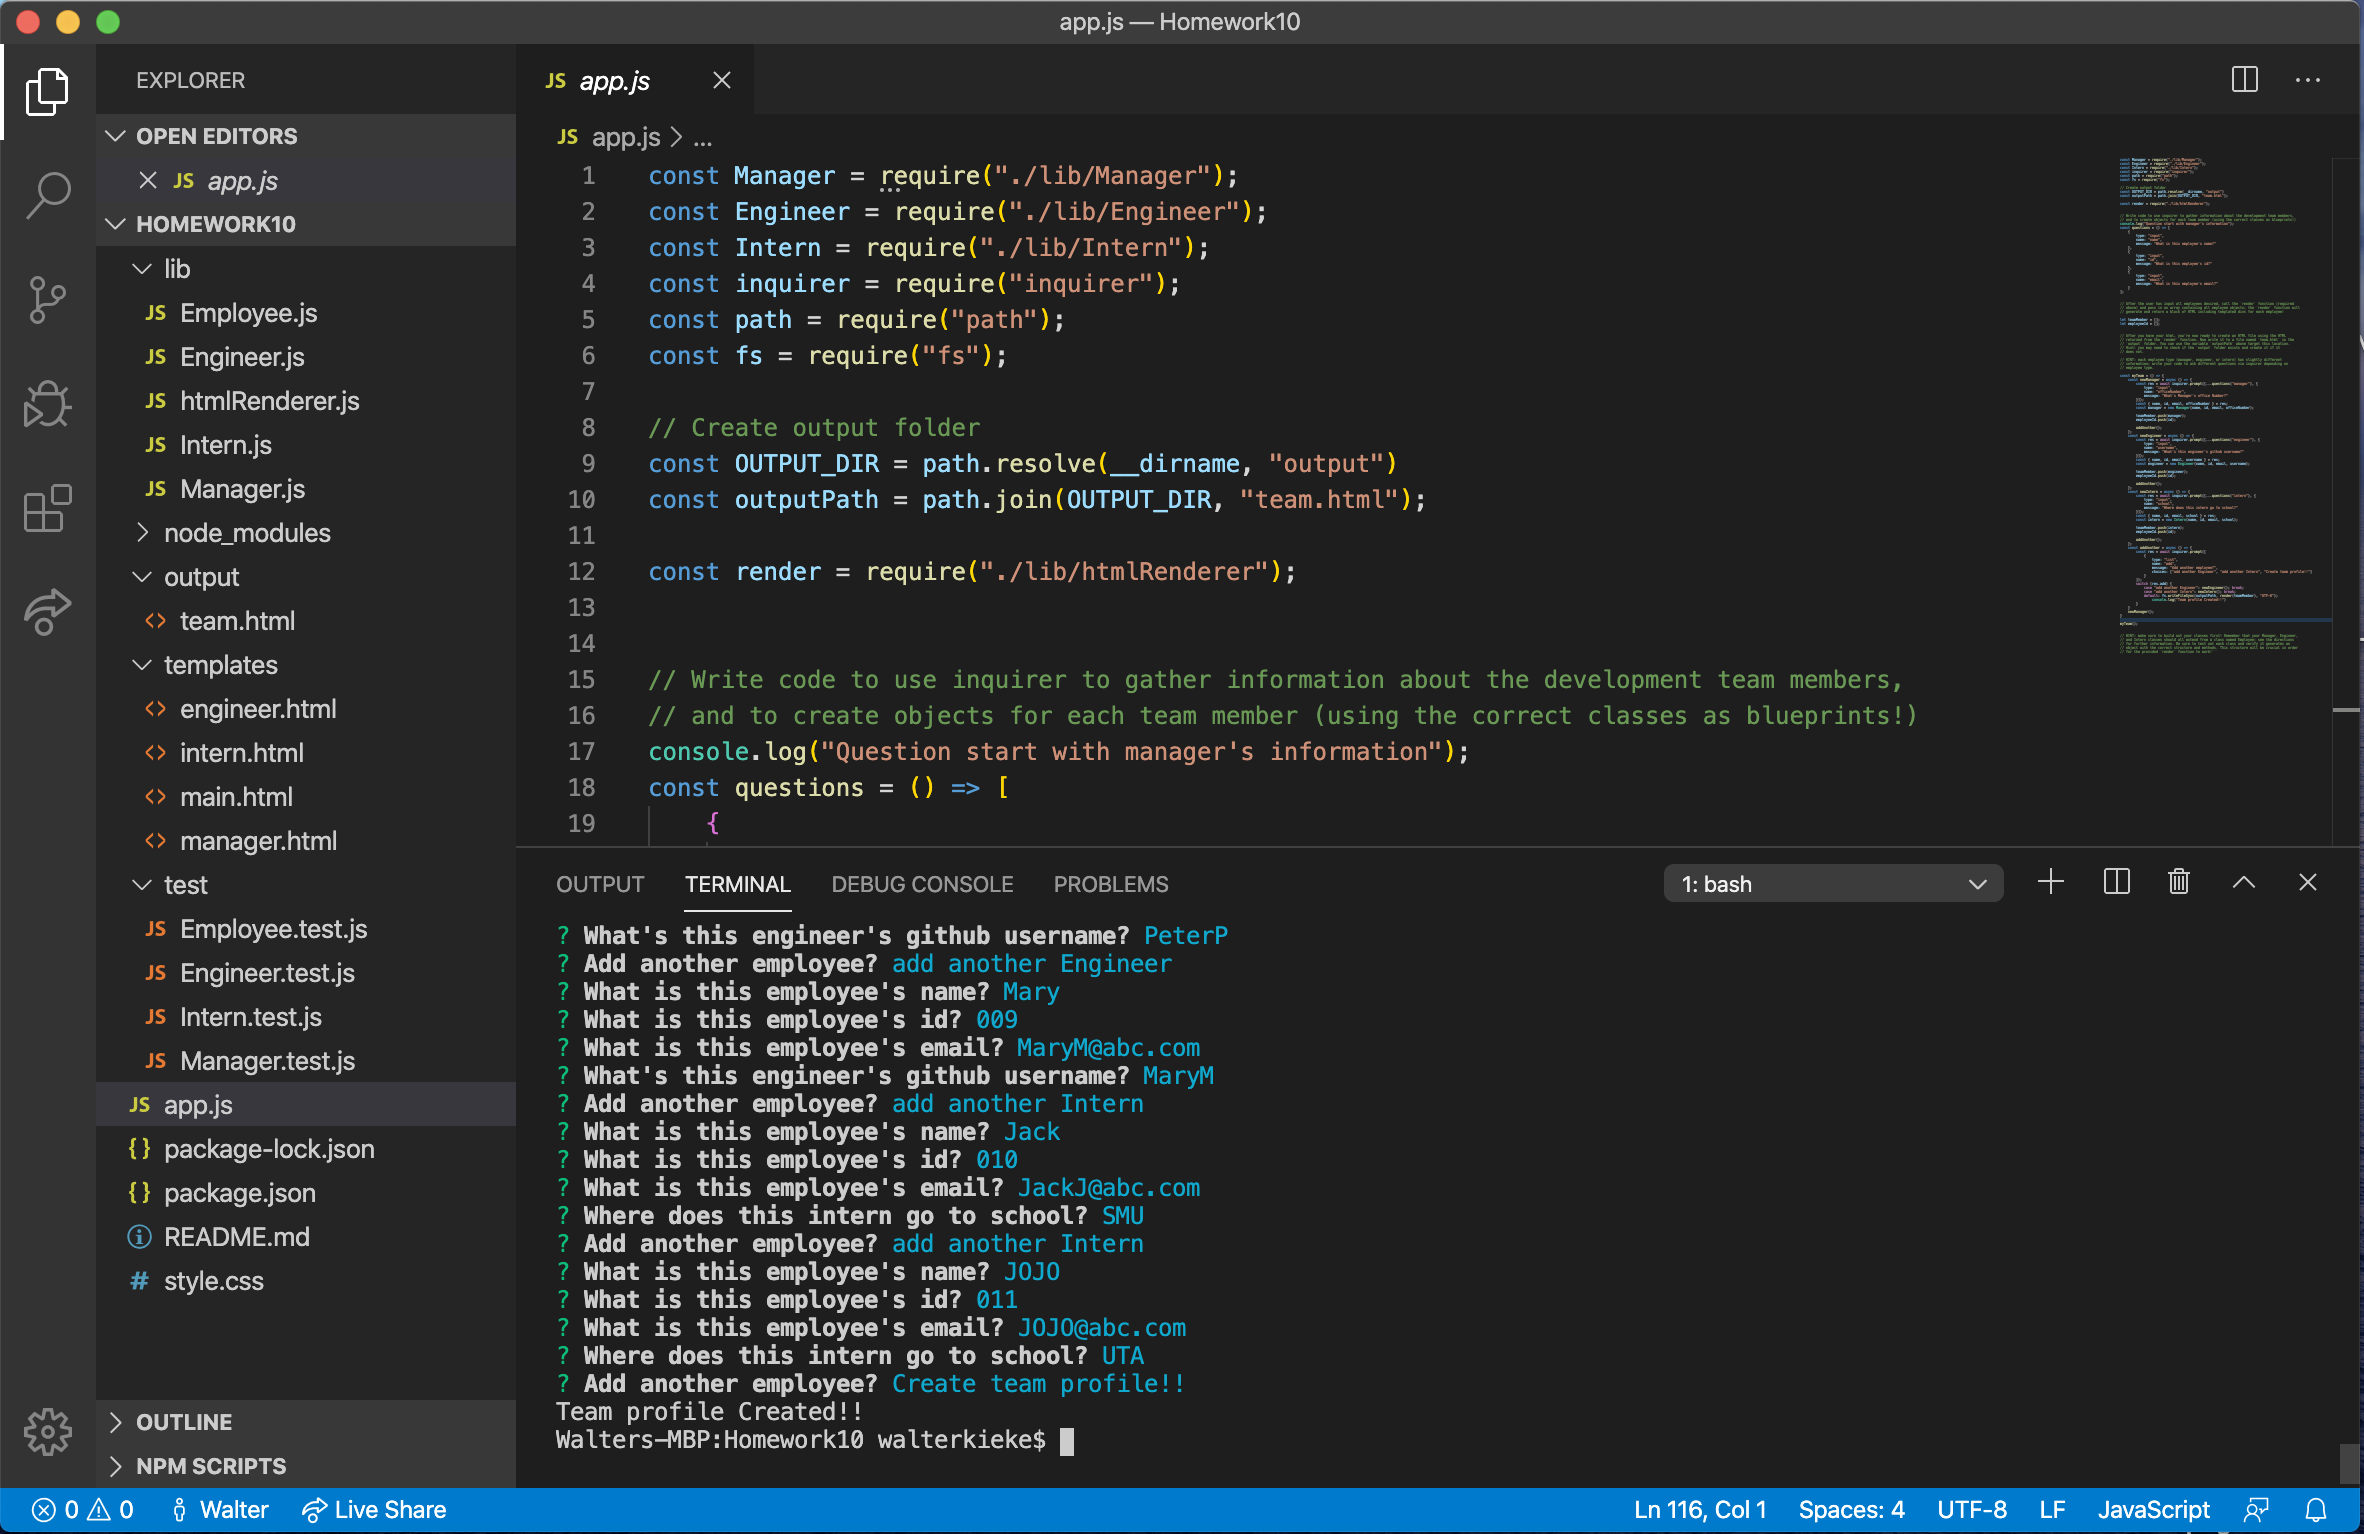 app.js — Homework10
EXPLORER
OPEN EDITORS
JS app.js
HOMEWORK10
lib
JS Employee.js
JS Engineer.js
JS htmlRenderer.js
JS Intern.js
JS Manager.js
node_modules
output
<> team.html
templates
<> engineer.html
<> intern.html
<> main.html
<> manager.html
test
JS Employee.test.js
JS Engineer.test.js
JS Intern.test.js
JS Manager.test.js
JS app.js
{} package-lock.json
{} package.json
README.md
# style.css
OUTLINE
NPM SCRIPTS
JS app.js
JS app.js > ...
1 const Manager = require("./lib/Manager");
2 const Engineer = require("./lib/Engineer");
3 const Intern = require("./lib/Intern");
4 const inquirer = require("inquirer");
5 const path = require("path");
6 const fs = require("fs");
7
8 // Create output folder
9 const OUTPUT_DIR = path.resolve(__dirname, "output")
10 const outputPath = path.join(OUTPUT_DIR, "team.html");
11
12 const render = require("./lib/htmlRenderer");
13
14
15 // Write code to use inquirer to gather information about the development team members,
16 // and to create objects for each team member (using the correct classes as blueprints!)
17 console.log("Question start with manager's information");
18 const questions = () => [
19 {
OUTPUT TERMINAL DEBUG CONSOLE PROBLEMS 1: bash
? What's this engineer's github username? PeterP
? Add another employee? add another Engineer
? What is this employee's name? Mary
? What is this employee's id? 009
? What is this employee's email? MaryM@abc.com
? What's this engineer's github username? MaryM
? Add another employee? add another Intern
? What is this employee's name? Jack
? What is this employee's id? 010
? What is this employee's email? JackJ@abc.com
? Where does this intern go to school? SMU
? Add another employee? add another Intern
? What is this employee's name? JOJO
? What is this employee's id? 011
? What is this employee's email? JOJO@abc.com
? Where does this intern go to school? UTA
? Add another employee? Create team profile!!
Team profile Created!!
Walters-MBP:Homework10 walterkieke$
0 0 Walter Live Share Ln 116, Col 1 Spaces: 4 UTF-8 LF JavaScript